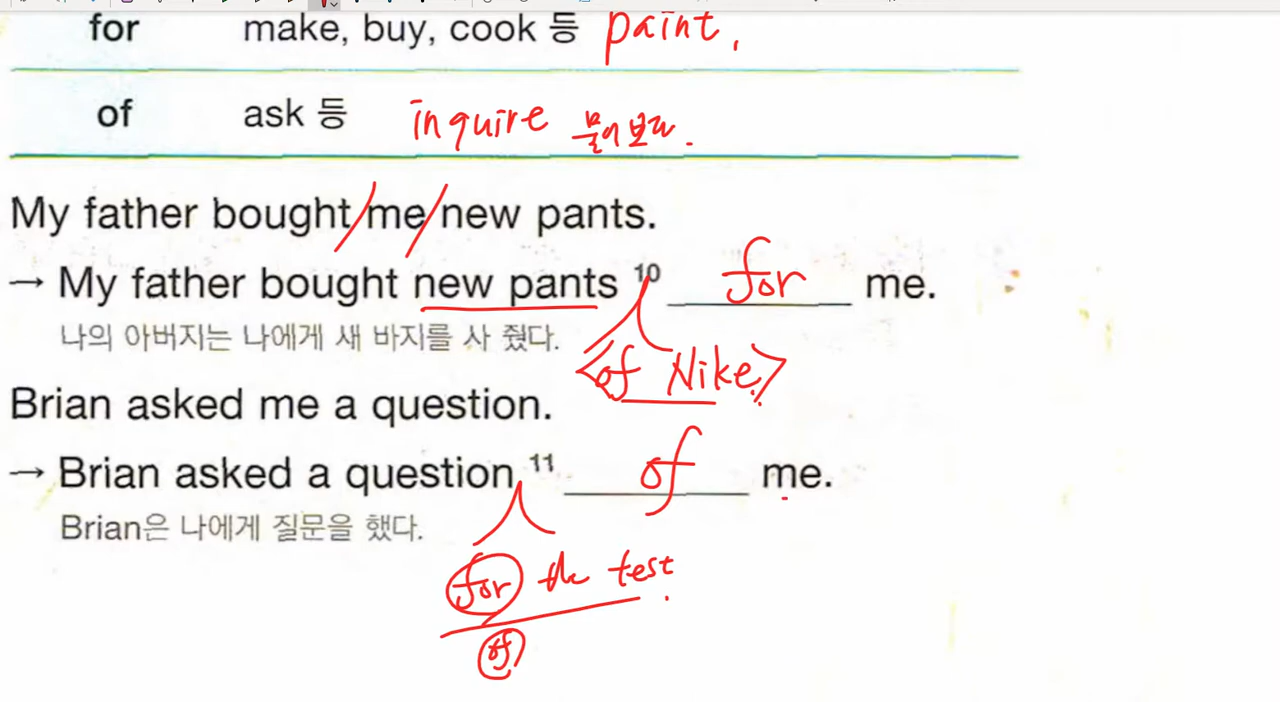 for make, buy, cook 등 paint,
of ask 등 inquire 물어보다.
My father bought/me/new pants.
→ My father bought new pants 10 for me.
나의 아버지는 나에게 새 바지를 사 줬다.
<of Nike>
Brian asked me a question.
→ Brian asked a question 11 of me.
Brian은 나에게 질문을 했다.
for the test
of